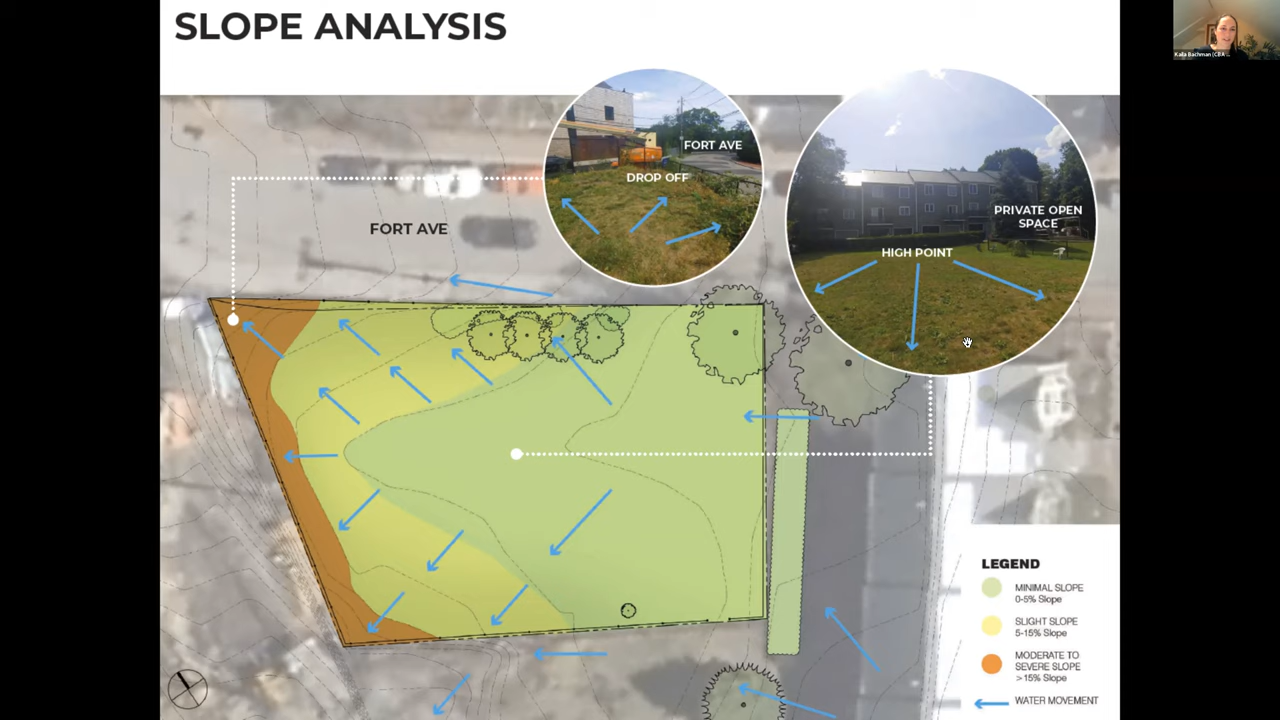 SLOPE ANALYSIS
FORT AVE
DROP OFF
PRIVATE OPEN
SPACE
HIGH POINT
FORT AVE
LEGEND
MINIMAL SLOPE
0-5% Slope
SLIGHT SLOPE
5-15% Slope
MODERATE TO
SEVERE SLOPE
>15% Slope
WATER MOVEMENT